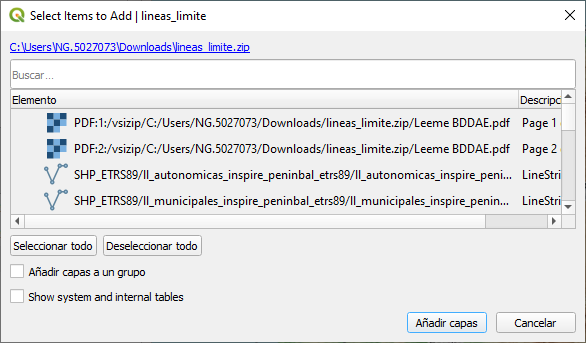 Select Items to Add | lineas_limite
C:\Users\NG.5027073\Downloads\lineas_limite.zip
Buscar...
Elemento Descripc
PDF:1:/vsizip/C:/Users/NG.5027073/Downloads/lineas_limite.zip/Leeme BDDAE.pdf Page 1
PDF:2:/vsizip/C:/Users/NG.5027073/Downloads/lineas_limite.zip/Leeme BDDAE.pdf Page 2
SHP_ETRS89/ll_autonomicas_inspire_peninbal_etrs89/ll_autonomicas_inspire_peni... LineStri
SHP_ETRS89/ll_municipales_inspire_peninbal_etrs89/ll_municipales_inspire_penin... LineStri
Seleccionar todo Deseleccionar todo
Añadir capas a un grupo
Show system and internal tables
Añadir capas Cancelar